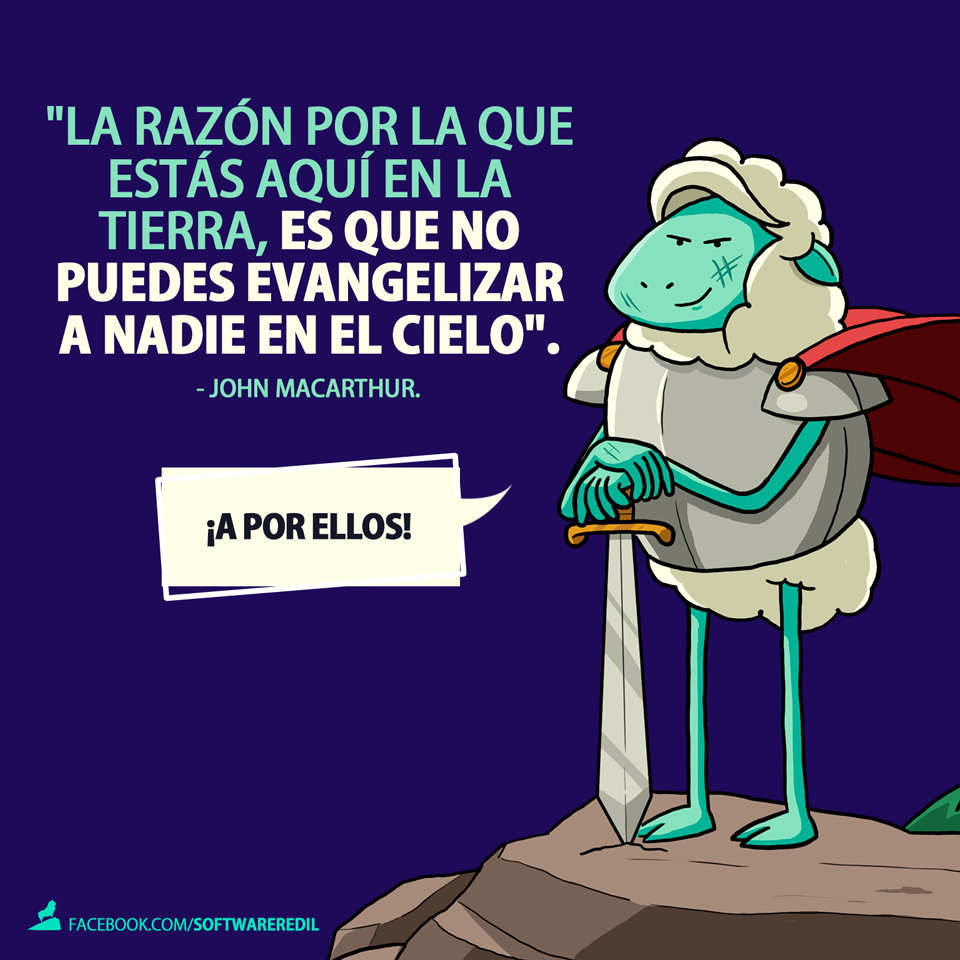 "LA RAZÓN POR LA QUE
ESTÁS AQUÍ EN LA
TIERRA, ES QUE NO
PUEDES EVANGELIZAR
A NADIE EN EL CIELO".
- JOHN MACARTHUR.
¡A POR ELLOS!
FACEBOOK.COM/SOFTWAREREDIL